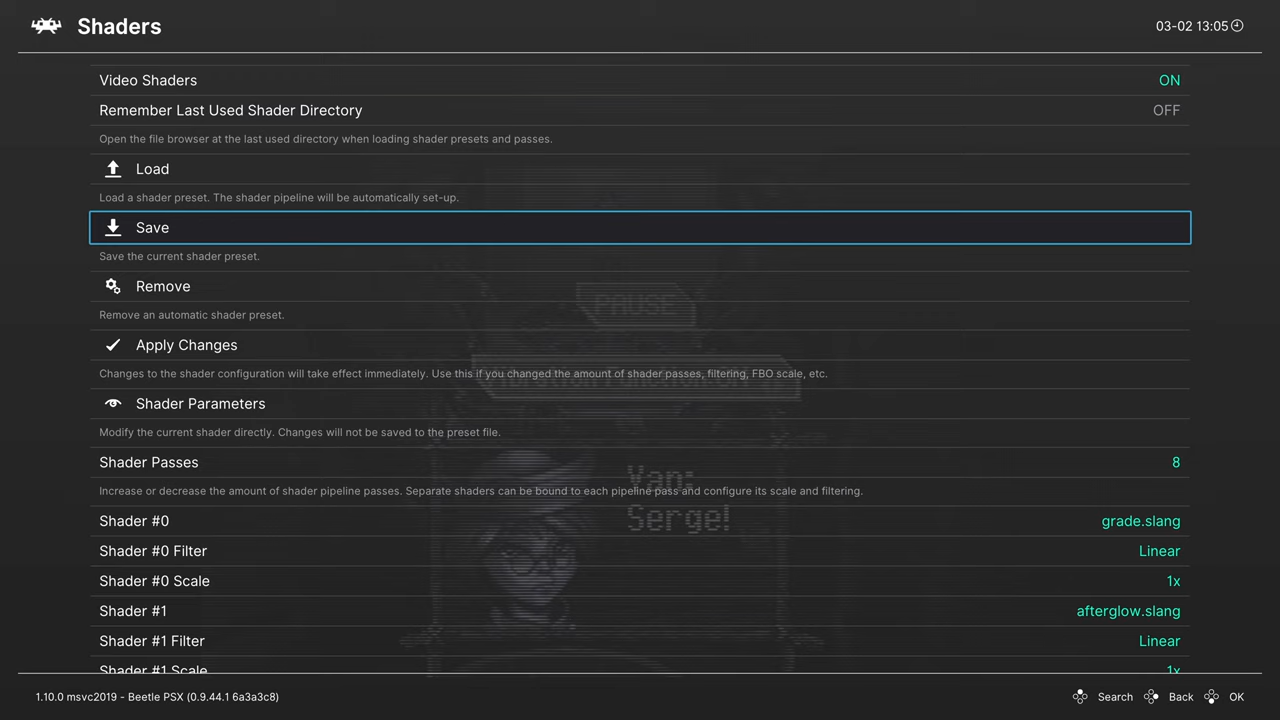 Shaders
03-02 13:05
Video Shaders ON
Remember Last Used Shader Directory OFF
Open the file browser at the last used directory when loading shader presets and passes.
Load
Load a shader preset. The shader pipeline will be automatically set-up.
Save
Save the current shader preset.
Remove
Remove an automatic shader preset.
PAUSE
Apply Changes
Changes to the shader configuration will take effect immediately. Use this if you changed the amount of shader passes, filtering, FBO scale, etc.
Shader Parameters
Modify the current shader directly. Changes will not be saved to the preset file.
Shader Passes 8
Increase or decrease the amount of shader pipeline passes. Separate shaders can be bound to each pipeline pass and configure its scale and filtering.
Shader #0 grade.slang
Shader #0 Filter Linear
Shader #0 Scale 1x
Shader #1 afterglow.slang
Shader #1 Filter Linear
Shader #1 Scale 1x
1.10.0 msvc2019 - Beetle PSX (0.9.44.1 6a3a3c8)
Search Back OK